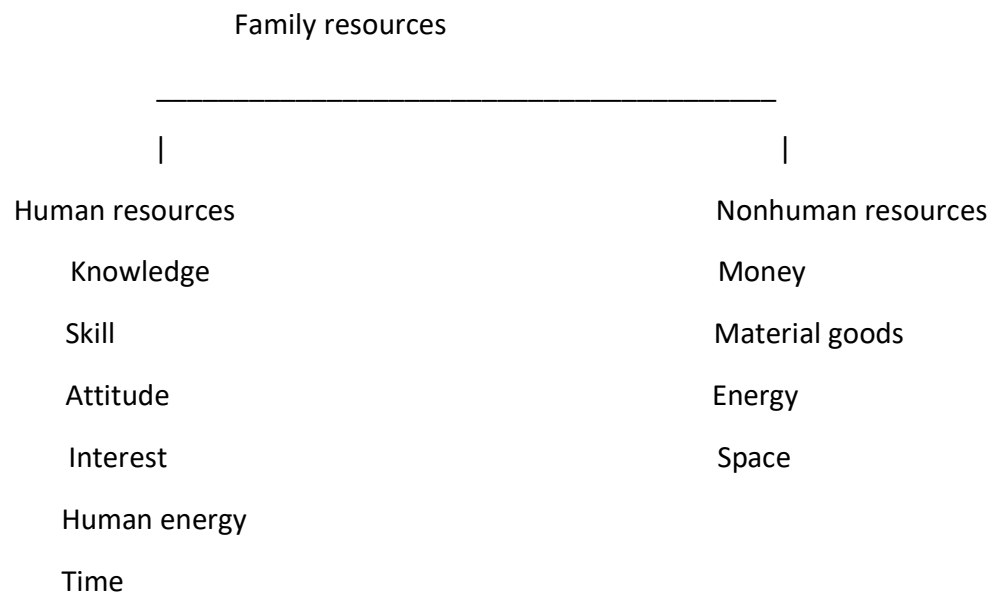 Family resources
Human resources Nonhuman resources
Knowledge Money
Skill Material goods
Attitude Energy
Interest Space
Human energy
Time